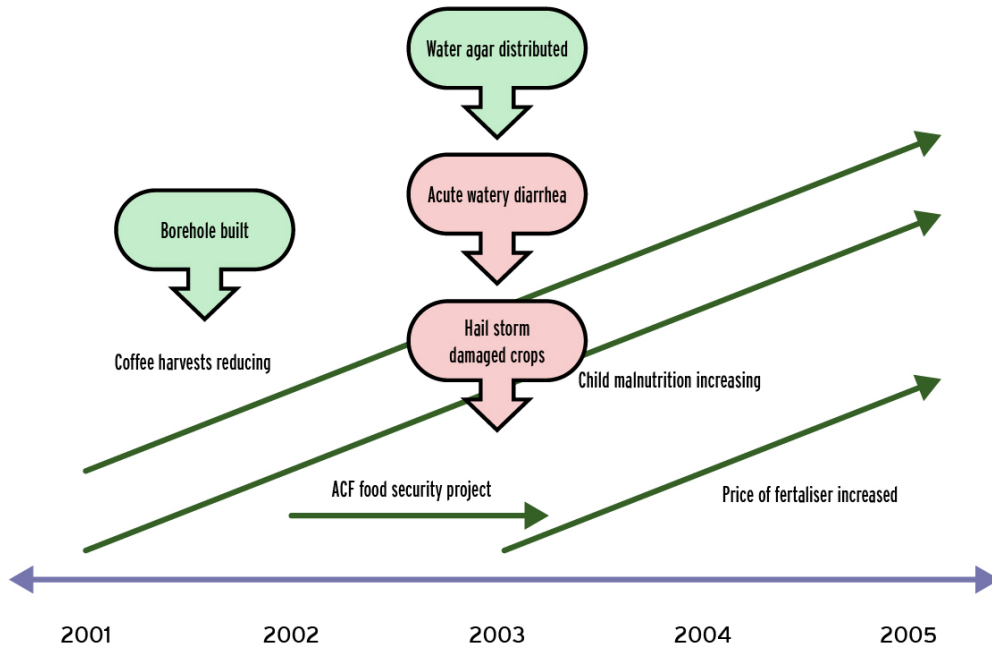 Water agar distributed
Acute watery diarrhea
Borehole built
Hail storm
damaged crops
Coffee harvests reducing
Child malnutrition increasing
ACF food security project
Price of fertaliser increased
2001
2002
2003
2004
2005